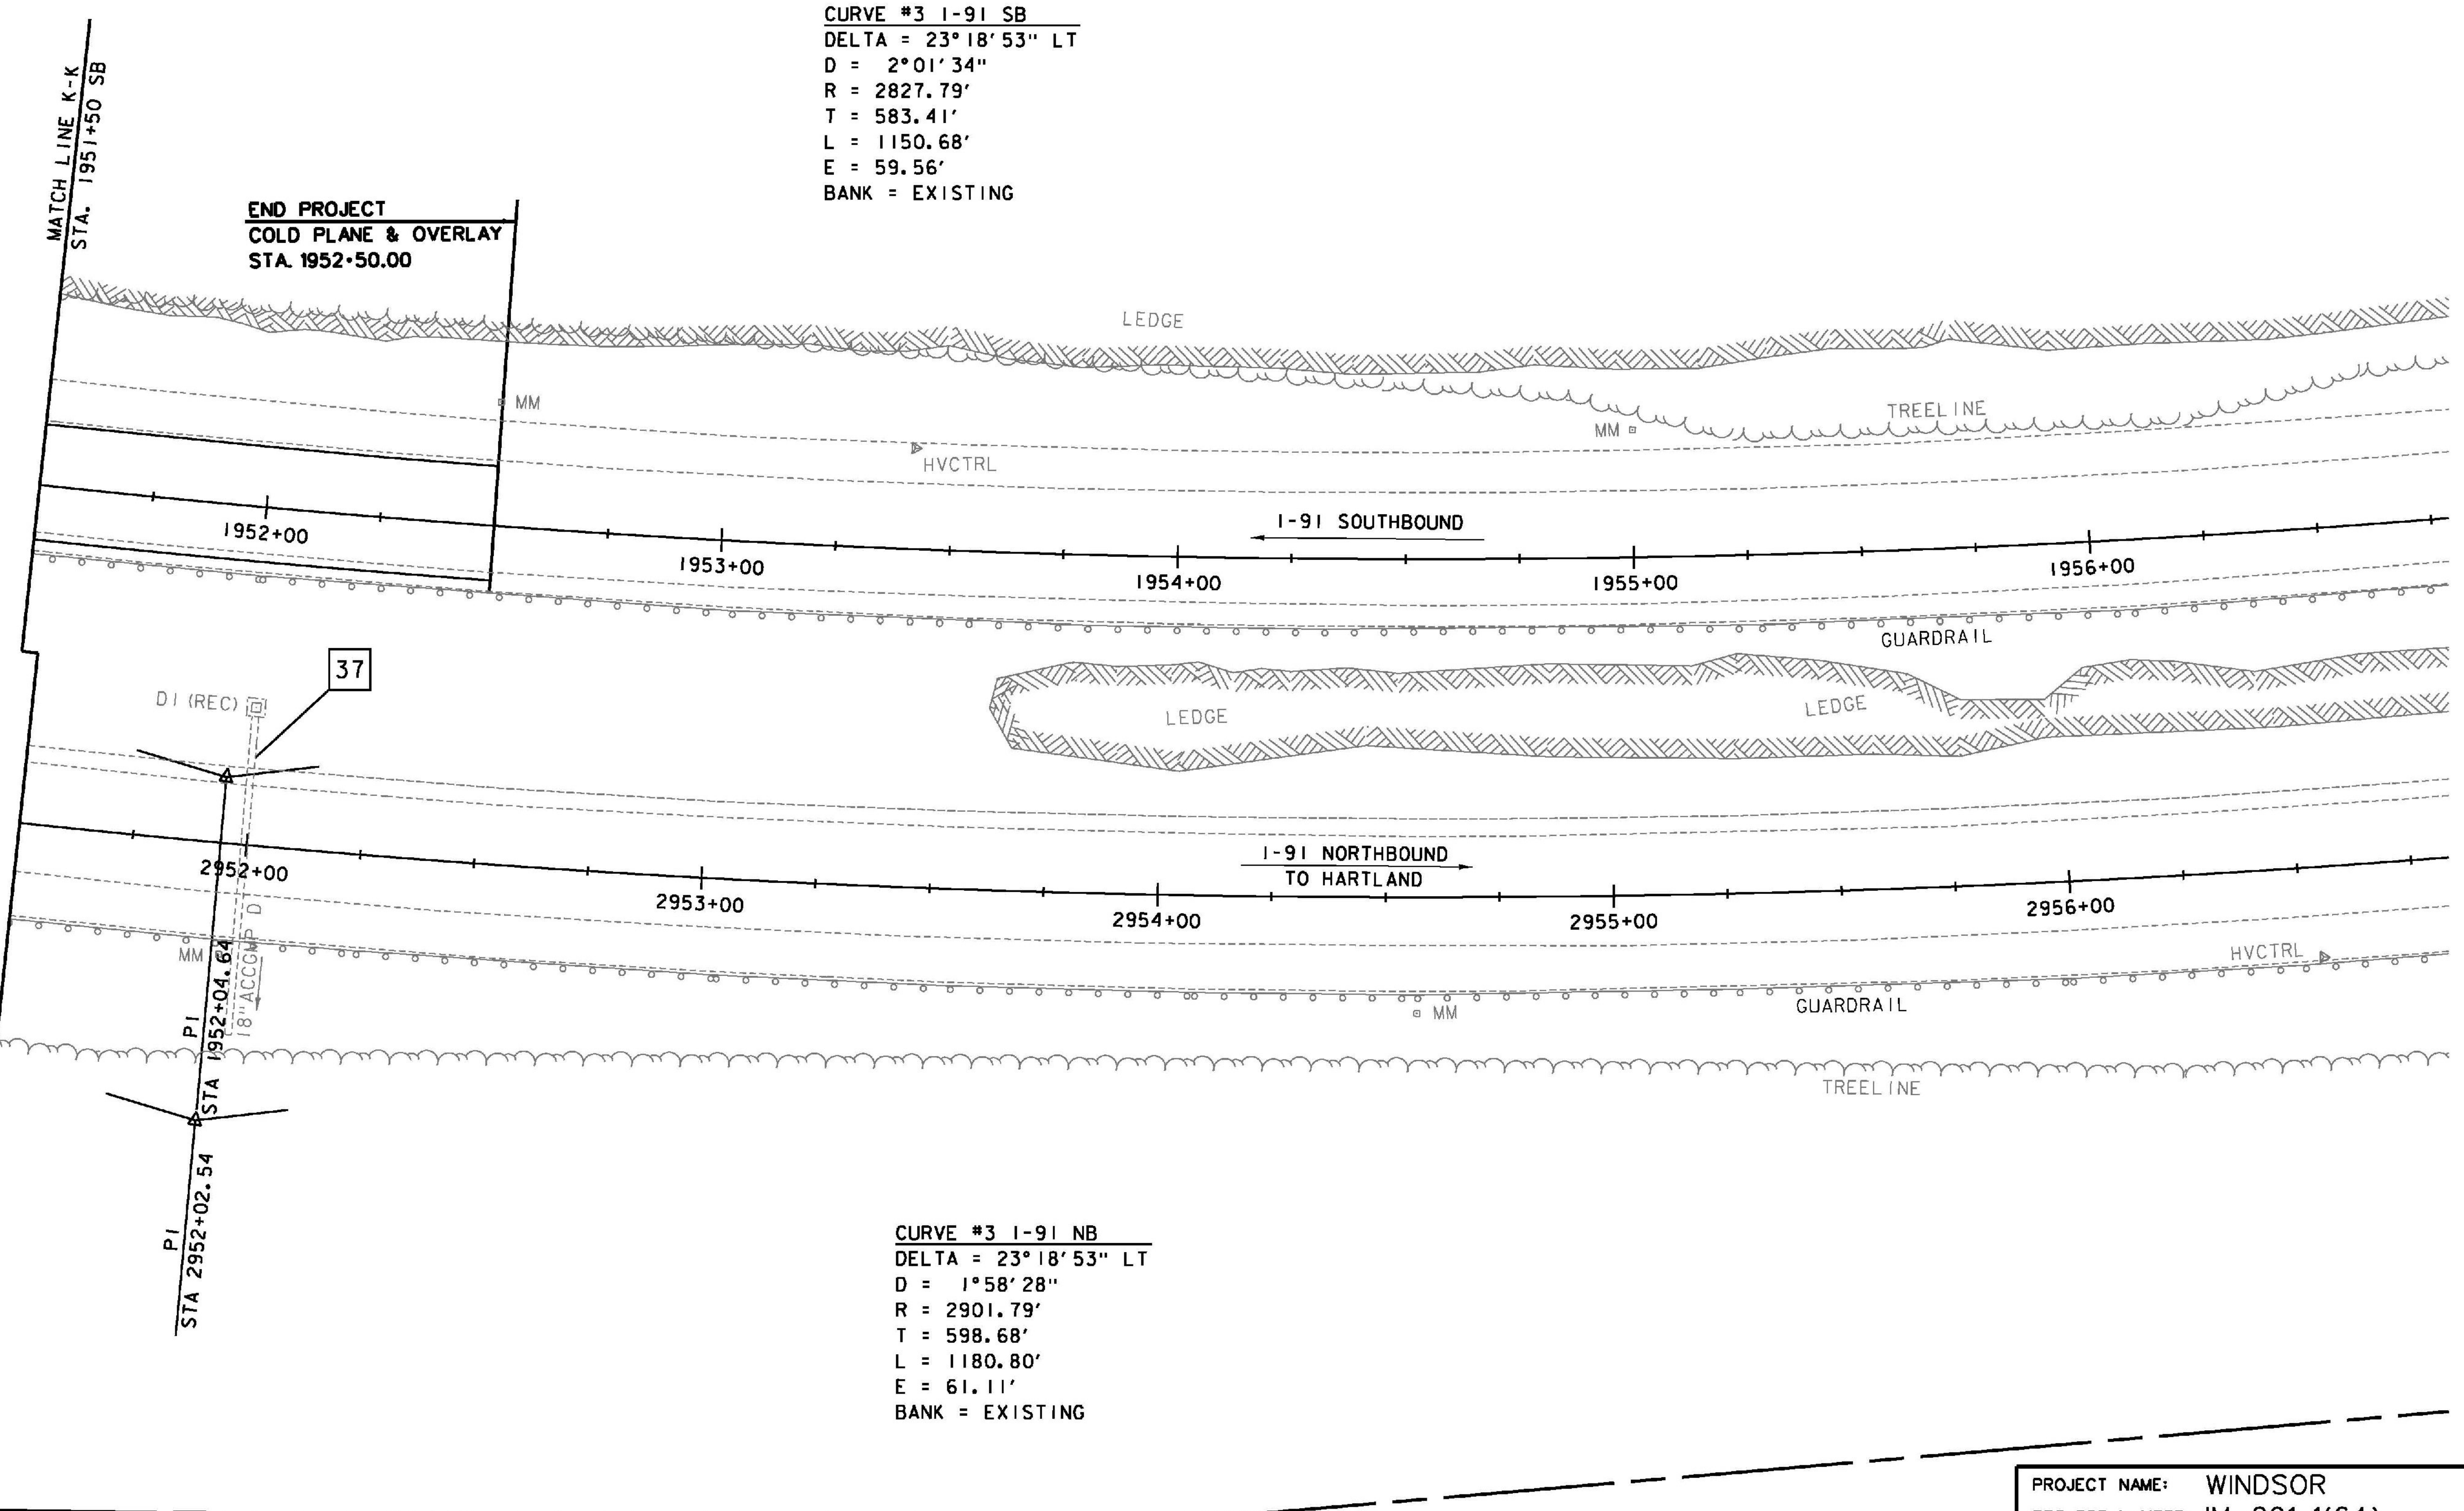 CURVE #3 I-91 SB
DELTA = 23°18'53" LT
D = 2°01'34"
R = 2827.79'
T = 583.41'
L = 1150.68'
E = 59.56'
BANK = EXISTING
MATCH LINE K-K
STA. 1951+50 SB
END PROJECT
COLD PLANE & OVERLAY
STA. 1952+50.00
LEDGE
MM
TREELINE
MM
HVCTRL
I-91 SOUTHBOUND
1952+00
1953+00
1954+00
1955+00
1956+00
GUARDRAIL
37
DI (REC)
LEDGE
LEDGE
I-91 NORTHBOUND
TO HARTLAND
2952+00
2953+00
2954+00
2955+00
2956+00
MM
18" ACCGMP D
HVCTRL
MM
GUARDRAIL
PI
STA 1952+04.64
TREELINE
PI
STA 2952+02.54
CURVE #3 I-91 NB
DELTA = 23°18'53" LT
D = 1°58'28"
R = 2901.79'
T = 598.68'
L = 1180.80'
E = 61.11'
BANK = EXISTING
PROJECT NAME: WINDSOR